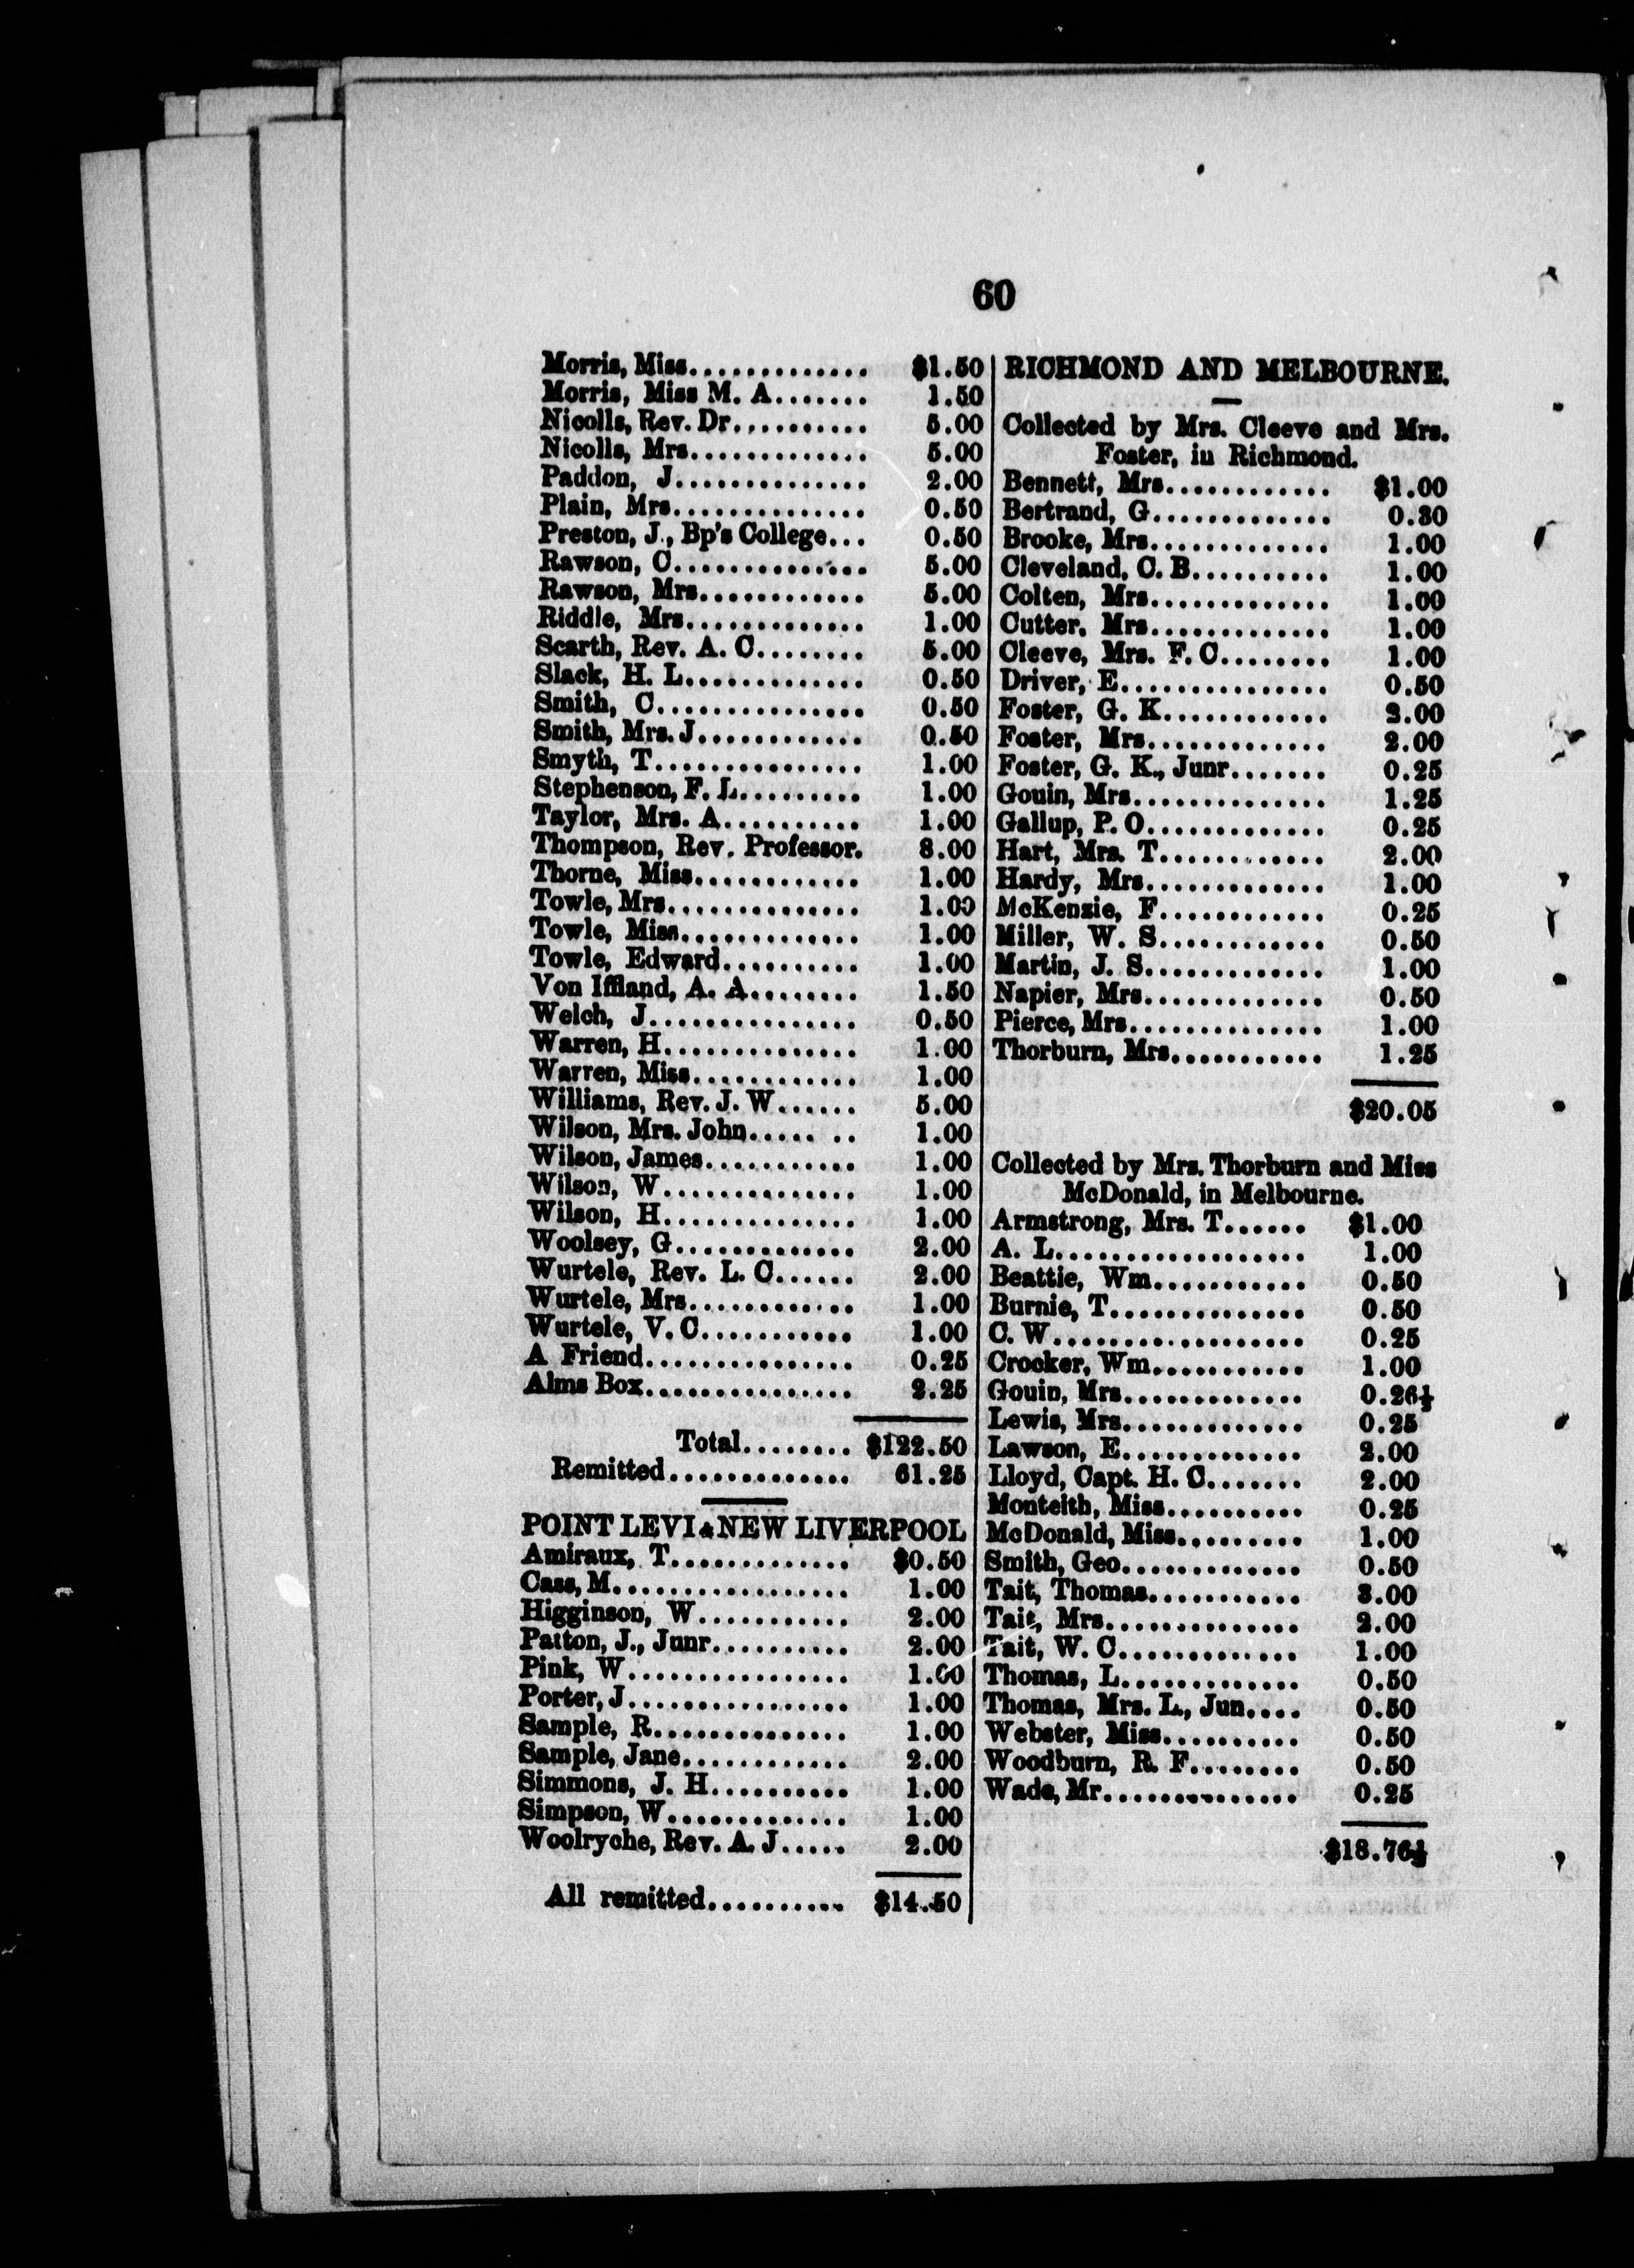 60
Morris, Miss............. $1.50
Morris, Miss M. A....... 1.50
Nicolls, Rev. Dr.......... 5.00
Nicolls, Mrs............. 5.00
Paddon, J.............. 2.00
Plain, Mrs.............. 0.50
Preston, J., Bp's College... 0.50
Rawson, C.............. 5.00
Rawson, Mrs............ 5.00
Riddle, Mrs............. 1.00
Scarth, Rev. A. C........ 5.00
Slack, H. L............. 0.50
Smith, C............... 0.50
Smith, Mrs. J............ 0.50
Smyth, T............... 1.00
Stephenson, F. L......... 1.00
Taylor, Mrs. A.......... 1.00
Thompson, Rev. Professor. 3.00
Thorne, Miss............ 1.00
Towle, Mrs.............. 1.00
Towle, Miss............. 1.00
Towle, Edward.......... 1.00
Von Iffland, A. A........ 1.50
Welch, J............... 0.50
Warren, H.............. 1.00
Warren, Miss............ 1.00
Williams, Rev. J. W...... 5.00
Wilson, Mrs. John..... .. 1.00
Wilson, James........... 1.00
Wilson, W.............. 1.00
Wilson, H.............. 1.00
Woolsey, G............. 2.00
Wurtele, Rev. L. C...... 2.00
Wurtele, Mrs............ 1.00
Wurtele, V. C........... 1.00
A Friend............... 0.25
Alms Box............... 2.25
Total........ $122.50
Remitted............. 61.25
POINT LEVI & NEW LIVERPOOL
Amiraux, T............. $0.50
Cass, M................. 1.00
Higginson, W........... 2.00
Patton, J., Junr.......... 2.00
Pink, W................ 1.00
Porter, J................ 1.00
Sample, R.............. 1.00
Sample, Jane............ 2.00
Simmons, J. H.......... 1.00
Simpson, W............. 1.00
Woolryche, Rev. A. J..... 2.00
All remitted.......... $14.50
RICHMOND AND MELBOURNE.
Collected by Mrs. Cleeve and Mrs.
Foster, in Richmond.
Bennett, Mrs............ $1.00
Bertrand, G............. 0.30
Brooke, Mrs............. 1.00
Cleveland, C. B.......... 1.00
Colten, Mrs............. 1.00
Cutter, Mrs............. 1.00
Cleeve, Mrs. F. C........ 1.00
Driver, E............... 0.50
Foster, G. K............ 2.00
Foster, Mrs............. 2.00
Foster, G. K., Junr....... 0.25
Gouin, Mrs.............. 1.25
Gallup, P. O............. 0.25
Hart, Mrs. T............ 2.00
Hardy, Mrs............. 1.00
McKenzie, F............ 0.25
Miller, W. S............ 0.50
Martin, J. S............. 1.00
Napier, Mrs............. 0.50
Pierce, Mrs.............. 1.00
Thorburn, Mrs........... 1.25
$20.05
Collected by Mrs. Thorburn and Miss
McDonald, in Melbourne.
Armstrong, Mrs. T...... $1.00
A. L.................. 1.00
Beattie, Wm........... 0.50
Burnie, T.............. 0.50
C. W.................. 0.25
Crocker, Wm........... 1.00
Gouin, Mrs............. 0.26½
Lewis, Mrs............. 0.25
Lawson, E............. 2.00
Lloyd, Capt. H. C....... 2.00
Monteith, Miss.......... 0.25
McDonald, Miss......... 1.00
Smith, Geo............. 0.50
Tait, Thomas........... 3.00
Tait, Mrs.............. 2.00
Tait, W. C............. 1.00
Thomas, L............. 0.50
Thomas, Mrs. L., Jun.... 0.50
Webster, Miss.......... 0.50
Woodburn, R. F........ 0.50
Wade, Mr.............. 0.25
$18.76½